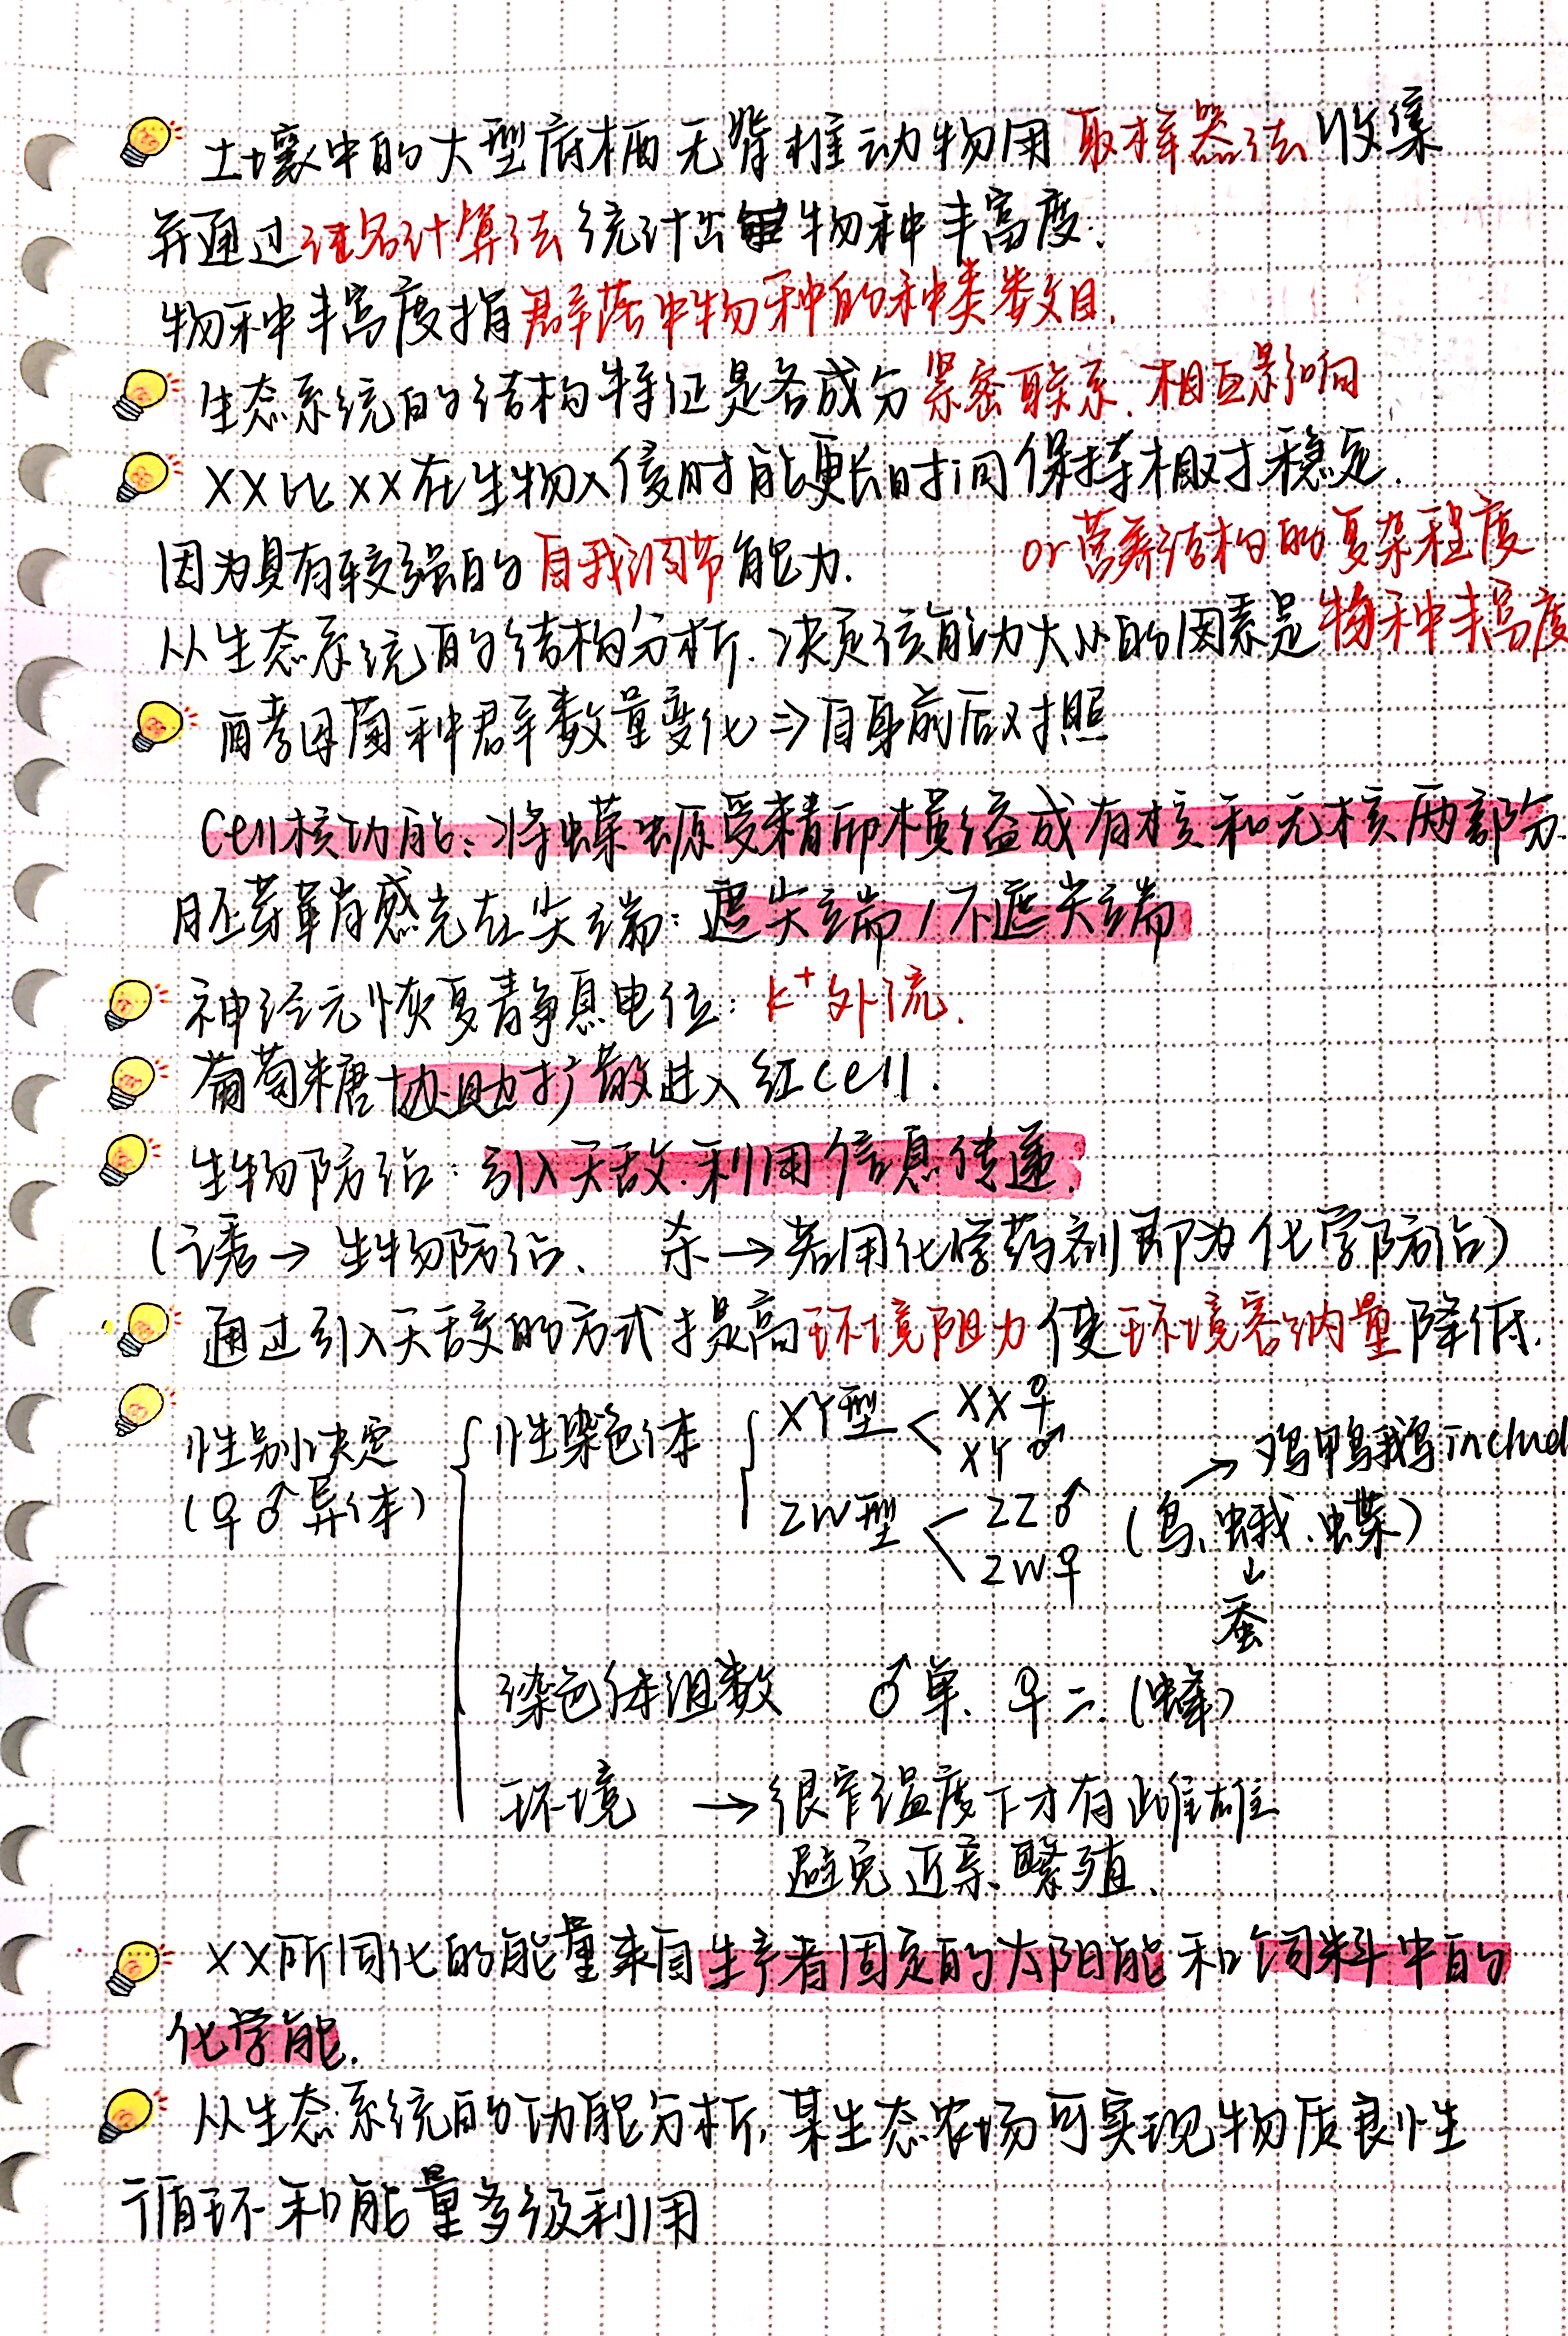 土壤中的大型底栖无脊椎动物用 取样器法 收集
并通过记名计算法 统计出物种丰富度.
物种丰富度指群落中物种的种类数目.
生态系统的结构特征是各成分紧密联系.相互影响
XX比XX在生物入侵时能更长时间保持相对稳定.
因为具有较强的自我调节能力. or营养结构的复杂程度
从生态系统的结构分析.决定该能力大小的因素是物种丰富度
酵母菌种群数量变化⇒自身前后对照
Cell核功能:将蝾螈受精卵横缢成有核和无核两部分.
胚芽鞘感光在尖端:遮尖端/不遮尖端
神经元恢复静息电位:K⁺外流.
葡萄糖协助扩散进入红cell.
生物防治:引入天敌.利用信息传递.
(诱→生物防治. 杀→若用化学药剂即为化学防治)
通过引入天敌的方式提高环境阻力使环境容纳量降低.
性别决定
(♀♂异体)
性染色体
XY型 < XX♀
XY♂
ZW型 < ZZ♂
ZW♀
(鸟.蛾.蝶)
→鸡鸭鹅includ
↓
蚕
染色体组数 ♂单. ♀二.(蜂)
环境 → 很窄温度下才有雌雄
避免近亲繁殖.
XX所同化的能量来自生产者固定的太阳能和饲料中的
化学能.
从生态系统的功能分析,某生态农场可实现物质良性
循环和能量多级利用